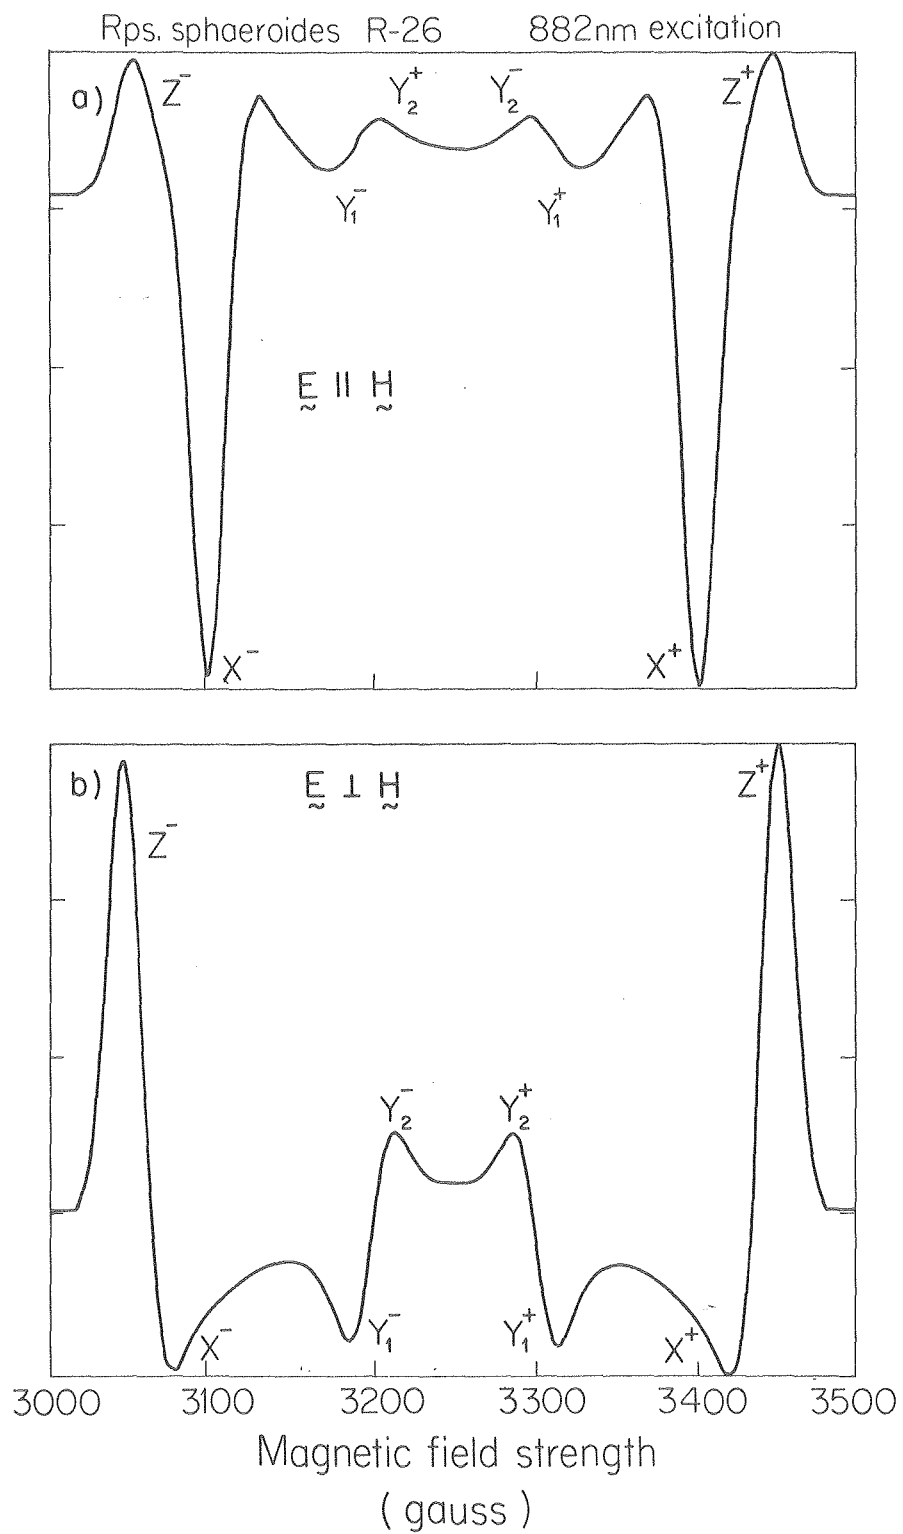 Rps. sphaeroides R-26 882nm excitation
a) Z⁻ Y₂⁺ Y₂⁻ Z⁺
Y₁⁻ Y₁⁺
E || H
X⁻ X⁺
b) E ⊥ H Z⁺
Z⁻
Y₂⁻ Y₂⁺
X⁻ Y₁⁻ Y₁⁺ X⁺
3000 3100 3200 3300 3400 3500
Magnetic field strength
(gauss)